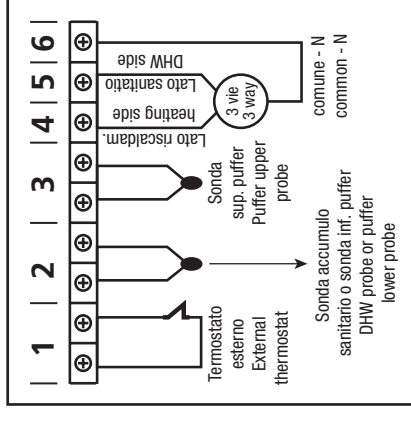 1
2
3
4
5
6
Termostato
esterno
External
thermostat
Sonda accumulo
sanitario o sonda inf. puffer
DHW probe or puffer
lower probe
Sonda
sup. puffer
Puffer upper
probe
Lato riscaldam.
heating side
Lato sanitatio
DHW side
3 vie
3 way
comune - N
common - N